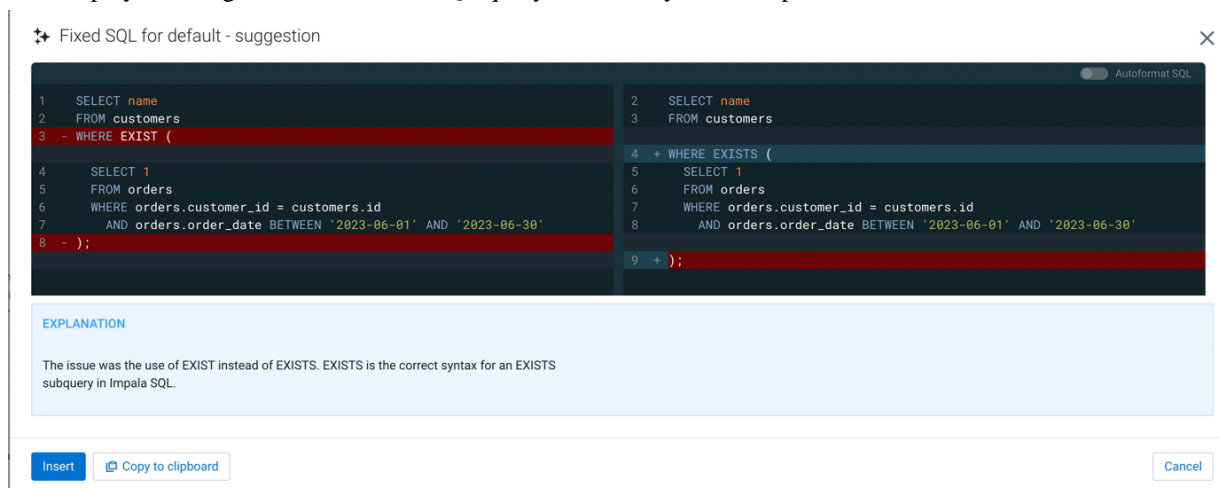 Fixed SQL for default - suggestion
Autoformat SQL
1 SELECT name
2 FROM customers
3 - WHERE EXIST (
4 SELECT 1
5 FROM orders
6 WHERE orders.customer_id = customers.id
7 AND orders.order_date BETWEEN '2023-06-01' AND '2023-06-30'
8 - );
2 SELECT name
3 FROM customers
4 + WHERE EXISTS (
5 SELECT 1
6 FROM orders
7 WHERE orders.customer_id = customers.id
8 AND orders.order_date BETWEEN '2023-06-01' AND '2023-06-30'
9 + );
EXPLANATION
The issue was the use of EXIST instead of EXISTS. EXISTS is the correct syntax for an EXISTS
subquery in Impala SQL.
Insert
Copy to clipboard
Cancel